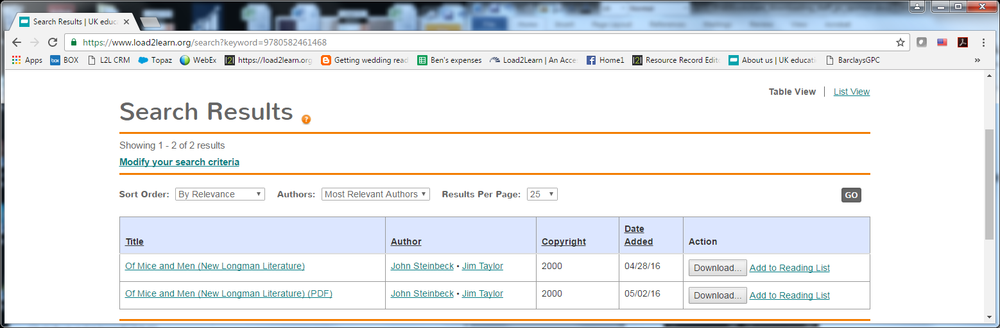 Search Results | UK educ
https://www.load2learn.org/search?keyword=9780582461468
Apps BOX L2L CRM Topaz WebEx https://load2learn.org Getting wedding read Ben's expenses Load2Learn | An Acce Home1 Resource Record Edit About us | UK educat BarclaysGPC »
Table View | List View
Search Results ?
Showing 1 - 2 of 2 results
Modify your search criteria
Sort Order: By Relevance Authors: Most Relevant Authors Results Per Page: 25 GO
Title Author Copyright Date Added Action
Of Mice and Men (New Longman Literature) John Steinbeck • Jim Taylor 2000 04/28/16 Download... Add to Reading List
Of Mice and Men (New Longman Literature) (PDF) John Steinbeck • Jim Taylor 2000 05/02/16 Download... Add to Reading List